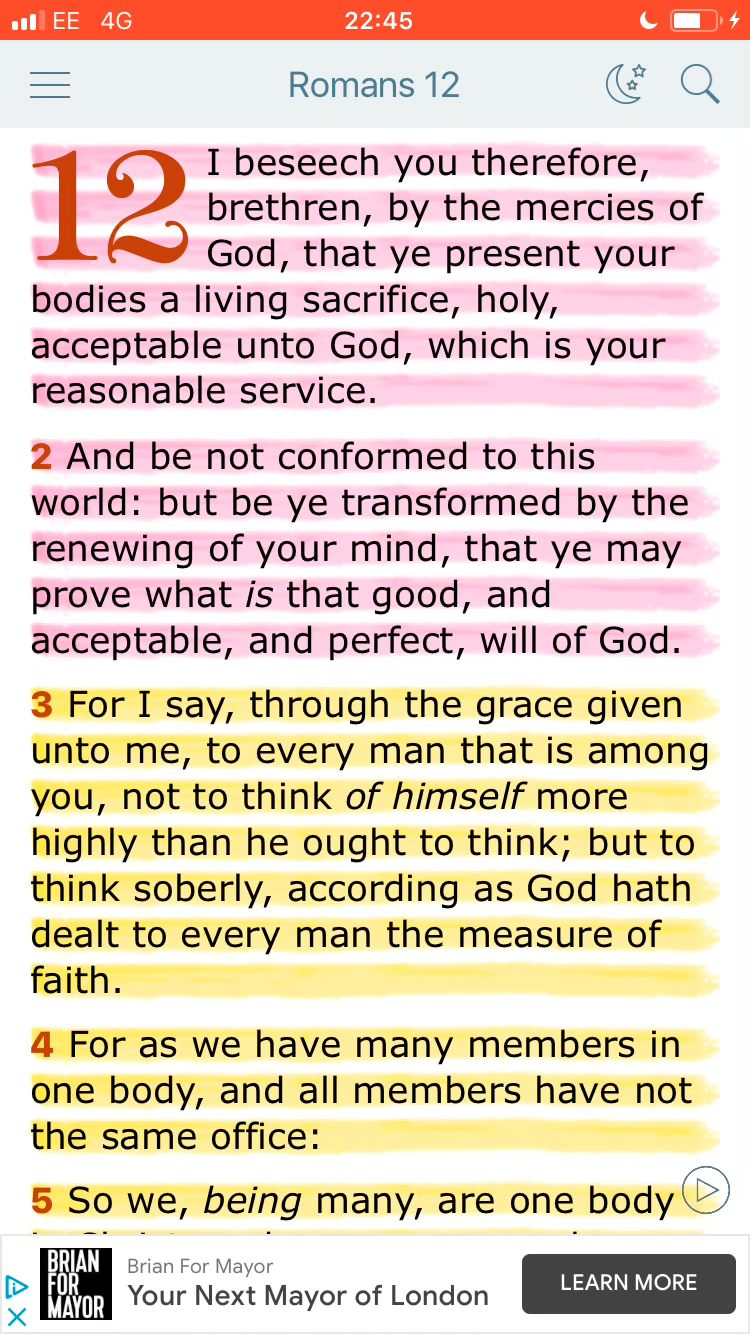 EE 4G 22:45
Romans 12
12 I beseech you therefore,
brethren, by the mercies of
God, that ye present your
bodies a living sacrifice, holy,
acceptable unto God, which is your
reasonable service.
2 And be not conformed to this
world: but be ye transformed by the
renewing of your mind, that ye may
prove what is that good, and
acceptable, and perfect, will of God.
3 For I say, through the grace given
unto me, to every man that is among
you, not to think of himself more
highly than he ought to think; but to
think soberly, according as God hath
dealt to every man the measure of
faith.
4 For as we have many members in
one body, and all members have not
the same office:
5 So we, being many, are one body
BRIAN
FOR
MAYOR
Brian For Mayor
Your Next Mayor of London
LEARN MORE